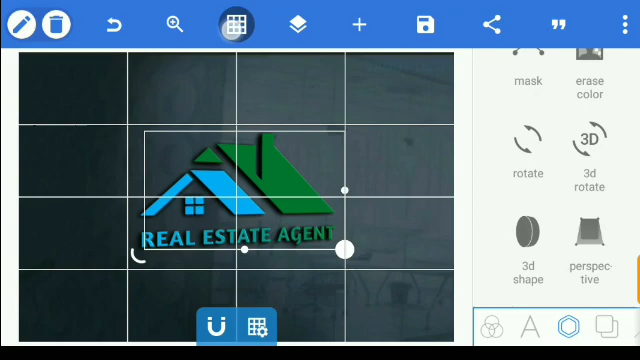 mask
erase
color
3D
rotate
3d
rotate
3d
shape
perspec-
tive
REAL ESTATE AGENT